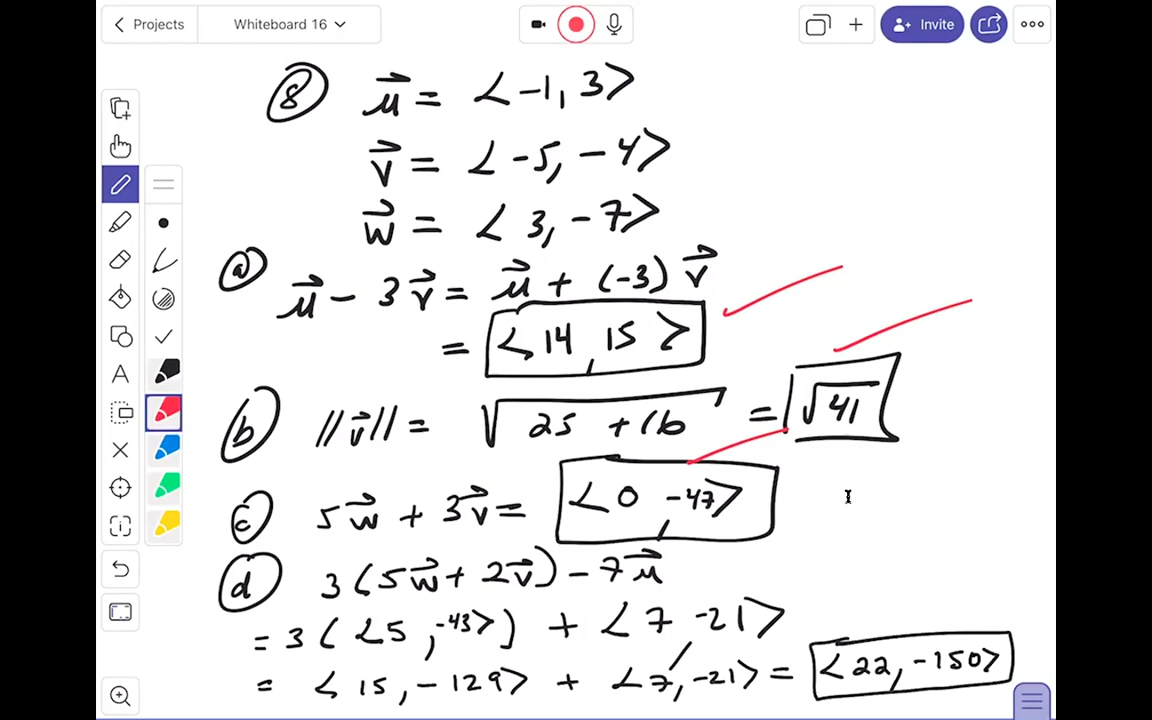 Projects Whiteboard 16 Invite
⑧ u⃗ = < -1, 3>
v⃗ = < -5, -4>
w⃗ = < 3, -7>
ⓐ u⃗ - 3v⃗ = u⃗ + (-3) v⃗
= < 14, 15 >
ⓑ ||v⃗|| = √(25 + 16) = √41
ⓒ 5w⃗ + 3v⃗ = < 0, -47>
ⓓ 3(5w⃗ + 2v⃗) - 7u⃗
= 3( <5, -43> ) + < 7, -21>
= < 15, -129> + <7, -21> = <22, -150>
A